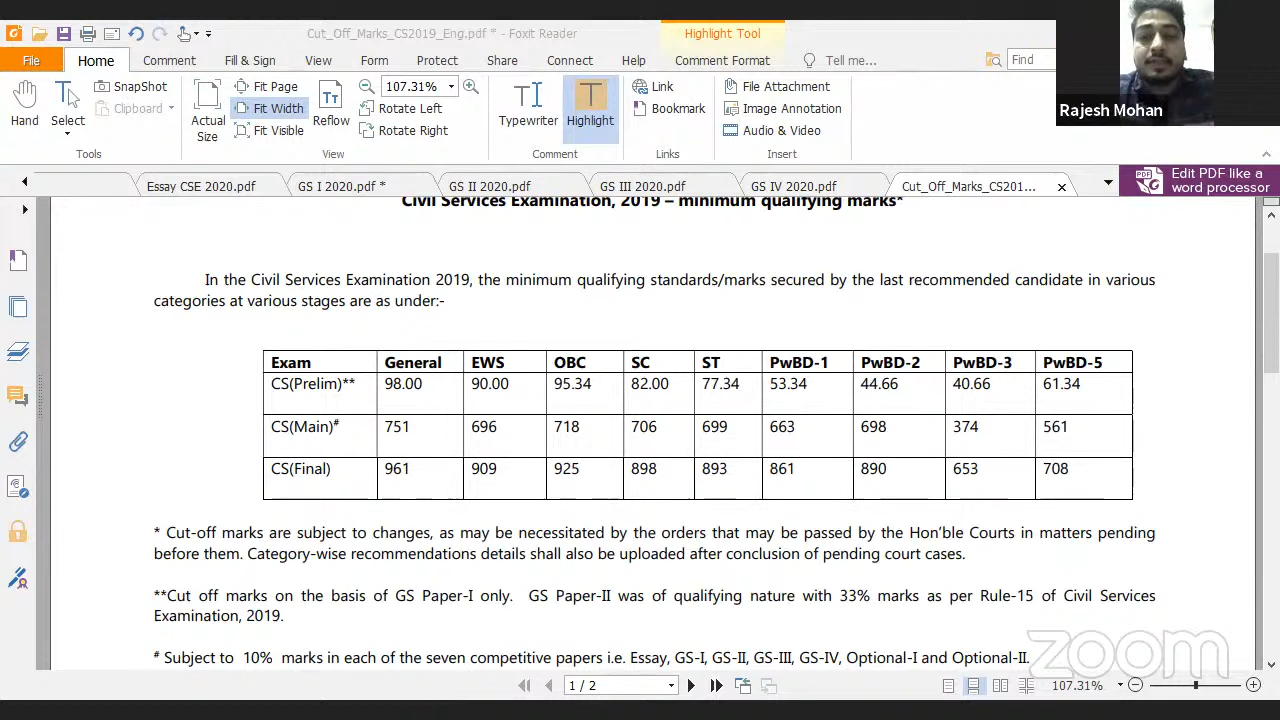 Cut_Off_Marks_CS2019_Eng.pdf * - Foxit Reader
Highlight Tool
File Home Comment Fill & Sign View Form Protect Share Connect Help Comment Format Tell me... Find
Rajesh Mohan
Hand
Select
SnapShot
Clipboard
Tools
Actual Size
Fit Page
Fit Width
Fit Visible
Reflow
107.31%
Rotate Left
Rotate Right
View
Typewriter
Highlight
Comment
Link
Bookmark
Links
File Attachment
Image Annotation
Audio & Video
Insert
Essay CSE 2020.pdf GS I 2020.pdf * GS II 2020.pdf GS III 2020.pdf GS IV 2020.pdf Cut_Off_Marks_CS201...
PDF
Edit PDF like a
word processor
Civil Services Examination, 2019 – minimum qualifying marks*
In the Civil Services Examination 2019, the minimum qualifying standards/marks secured by the last recommended candidate in various
categories at various stages are as under:-
Exam General EWS OBC SC ST PwBD-1 PwBD-2 PwBD-3 PwBD-5
CS(Prelim)** 98.00 90.00 95.34 82.00 77.34 53.34 44.66 40.66 61.34
CS(Main)# 751 696 718 706 699 663 698 374 561
CS(Final) 961 909 925 898 893 861 890 653 708
* Cut-off marks are subject to changes, as may be necessitated by the orders that may be passed by the Hon’ble Courts in matters pending
before them. Category-wise recommendations details shall also be uploaded after conclusion of pending court cases.
**Cut off marks on the basis of GS Paper-I only. GS Paper-II was of qualifying nature with 33% marks as per Rule-15 of Civil Services
Examination, 2019.
# Subject to 10% marks in each of the seven competitive papers i.e. Essay, GS-I, GS-II, GS-III, GS-IV, Optional-I and Optional-II.
zoom
1 / 2
107.31%